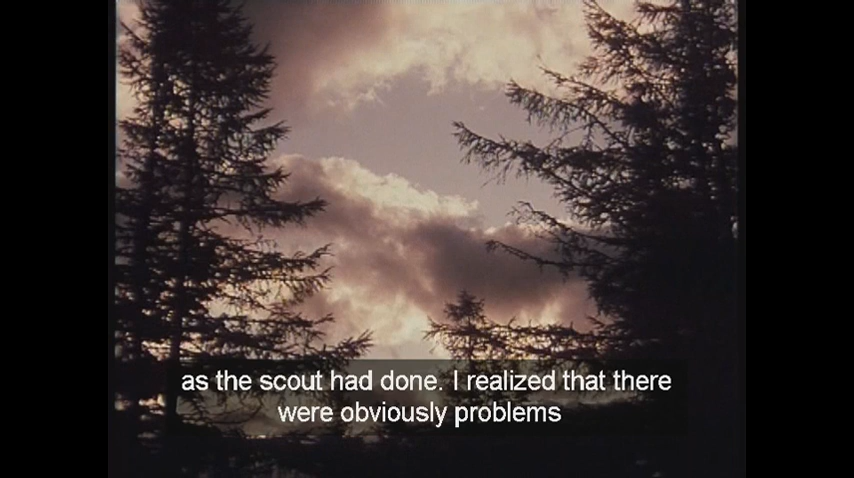 as the scout had done. I realized that there
were obviously problems